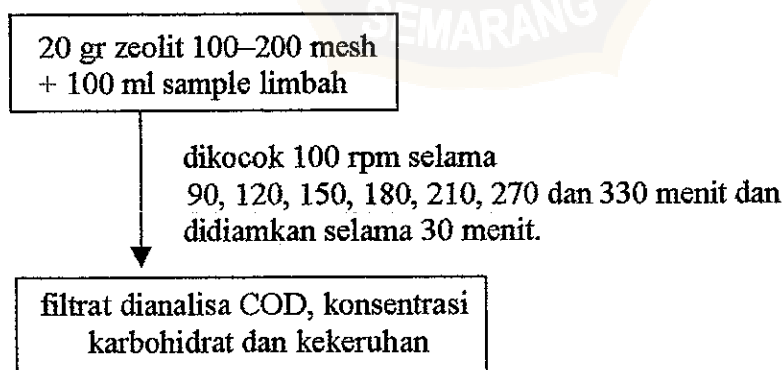 SEMARANG
20 gr zeolit 100–200 mesh
+ 100 ml sample limbah
dikocok 100 rpm selama
90, 120, 150, 180, 210, 270 dan 330 menit dan
didiamkan selama 30 menit.
filtrat dianalisa COD, konsentrasi
karbohidrat dan kekeruhan